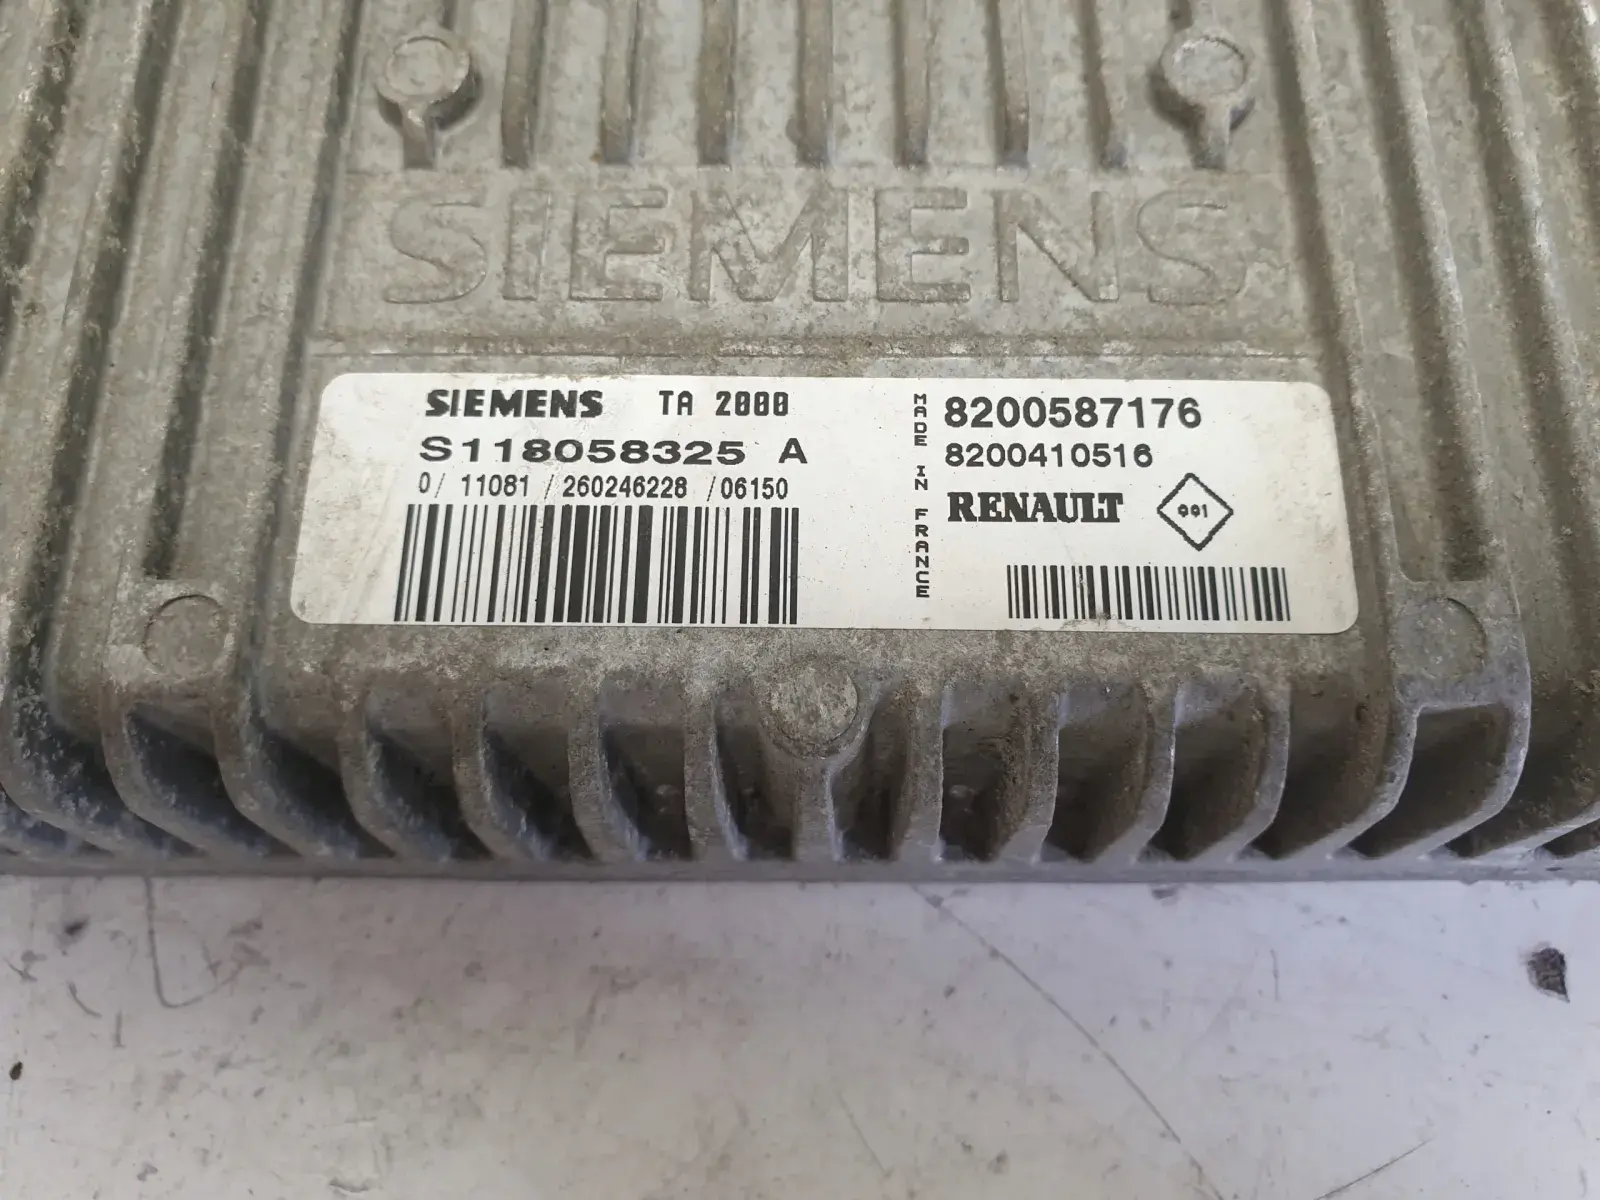 SIEMENS
SIEMENS TA 2000
S118058325 A
0/ 11081 / 260246228 /06150
MADE IN FRANCE
8200587176
8200410516
RENAULT 001